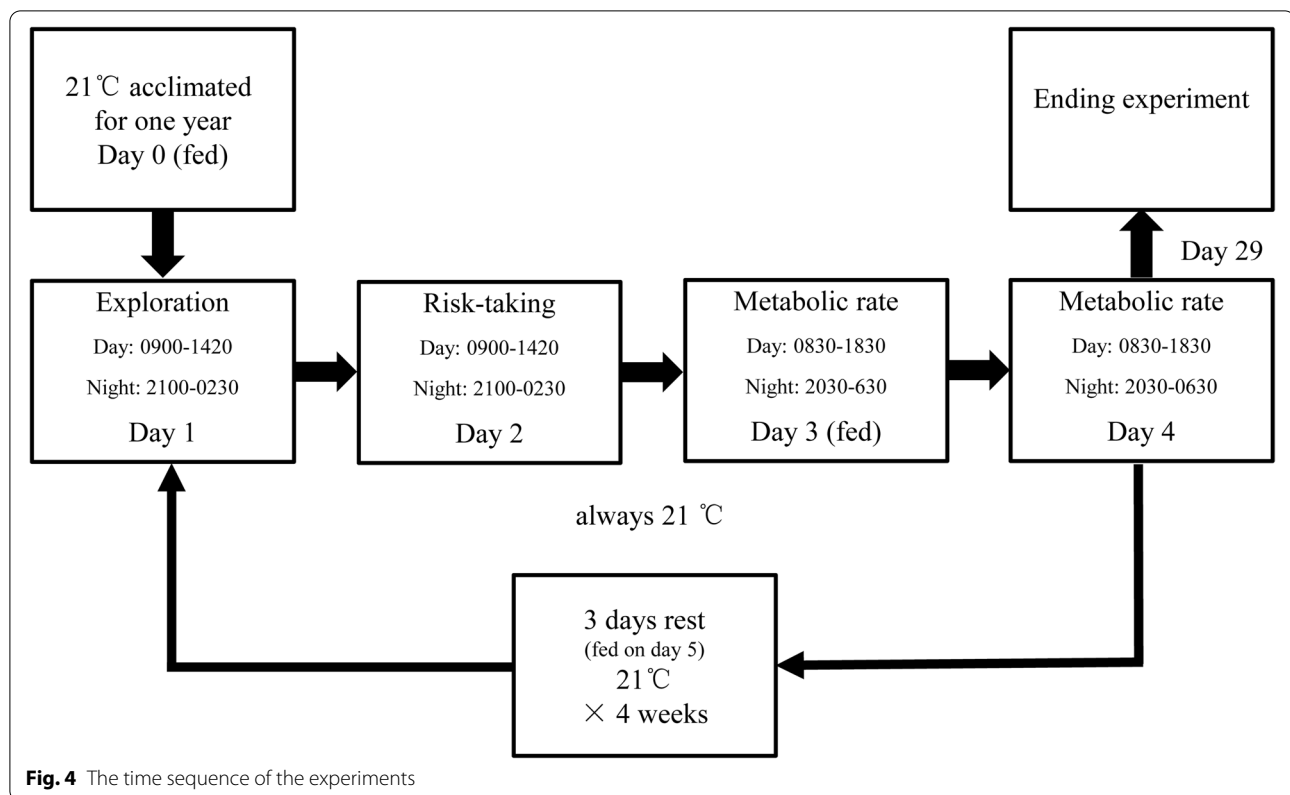 21℃ acclimated
for one year
Day 0 (fed)
Ending experiment
Day 29
Exploration
Day: 0900-1420
Night: 2100-0230
Day 1
Risk-taking
Day: 0900-1420
Night: 2100-0230
Day 2
Metabolic rate
Day: 0830-1830
Night: 2030-630
Day 3 (fed)
Metabolic rate
Day: 0830-1830
Night: 2030-0630
Day 4
always 21 ℃
3 days rest
(fed on day 5)
21℃
× 4 weeks
Fig. 4 The time sequence of the experiments